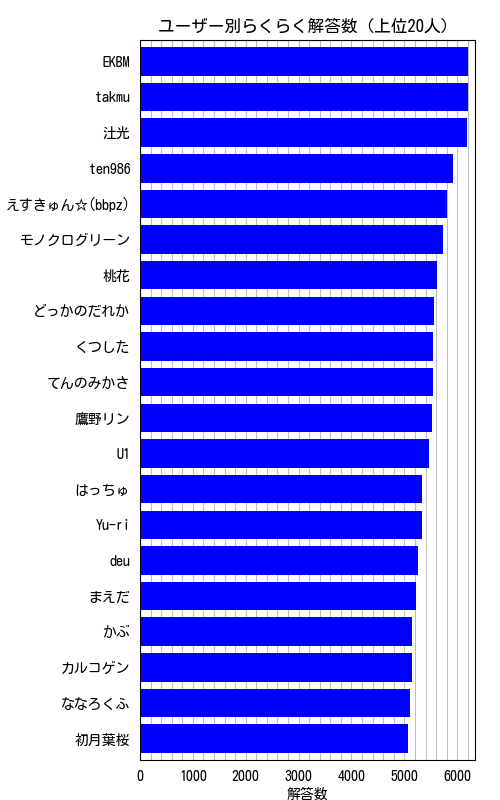 ユーザー別らくらく解答数 (上位20人)
EKBM
takmu
汢光
ten986
えすきゅん☆(bbpz)
モノクログリーン
桃花
どっかのだれか
くつした
てんのみかさ
鷹野リン
U1
はっちゅ
Yu-ri
deu
まえだ
かぶ
カルコゲン
ななろくふ
初月葉桜
0 1000 2000 3000 4000 5000 6000
解答数